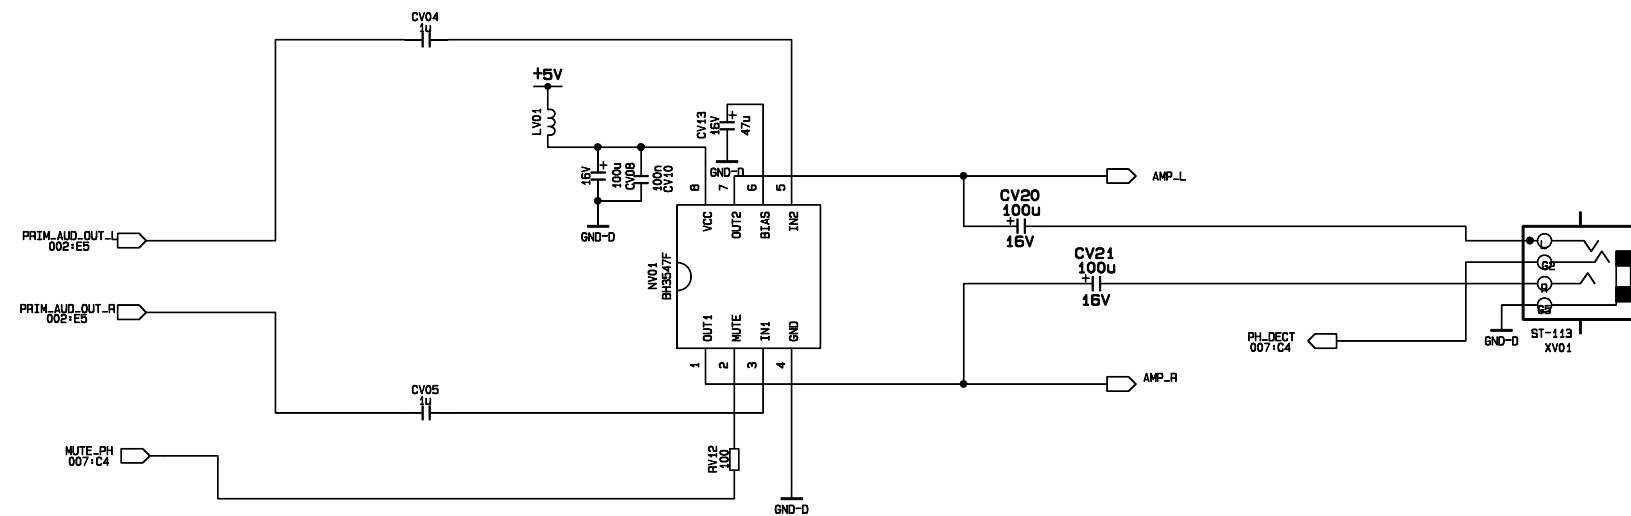 CV04
1u
+5V
LV01
16V
100u
CV08
100n
CV10
CV13
16V
47u
GND-D
GND-D
8
7
6
5
VCC
OUT2
BIAS
IN2
NV01
BH3547F
OUT1
MUTE
IN1
GND
1
2
3
4
PRIM_AUD_OUT_L
002:E5
PRIM_AUD_OUT_R
002:E5
CV05
1u
MUTE_PH
007:C4
RV12
100
GND-D
AMP_L
CV20
100u
16V
CV21
100u
16V
AMP_R
PH_DECT
007:C4
L
G2
R
G3
GND-D
ST-113
XV01